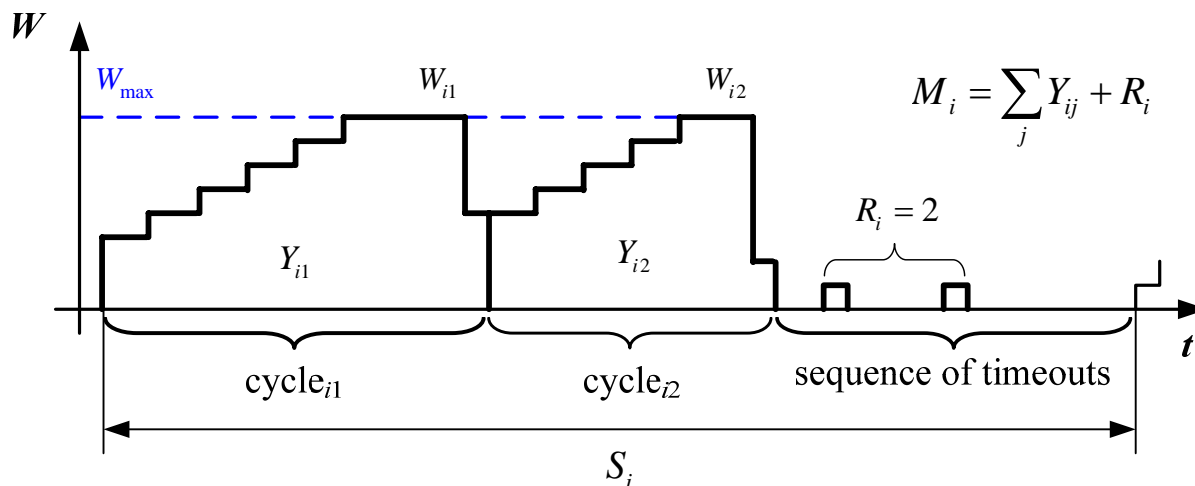 W
W_max
W_i1
W_i2
M_i = ∑_j Y_ij + R_i
R_i = 2
Y_i1
Y_i2
t
cycle_i1
cycle_i2
sequence of timeouts
S_i